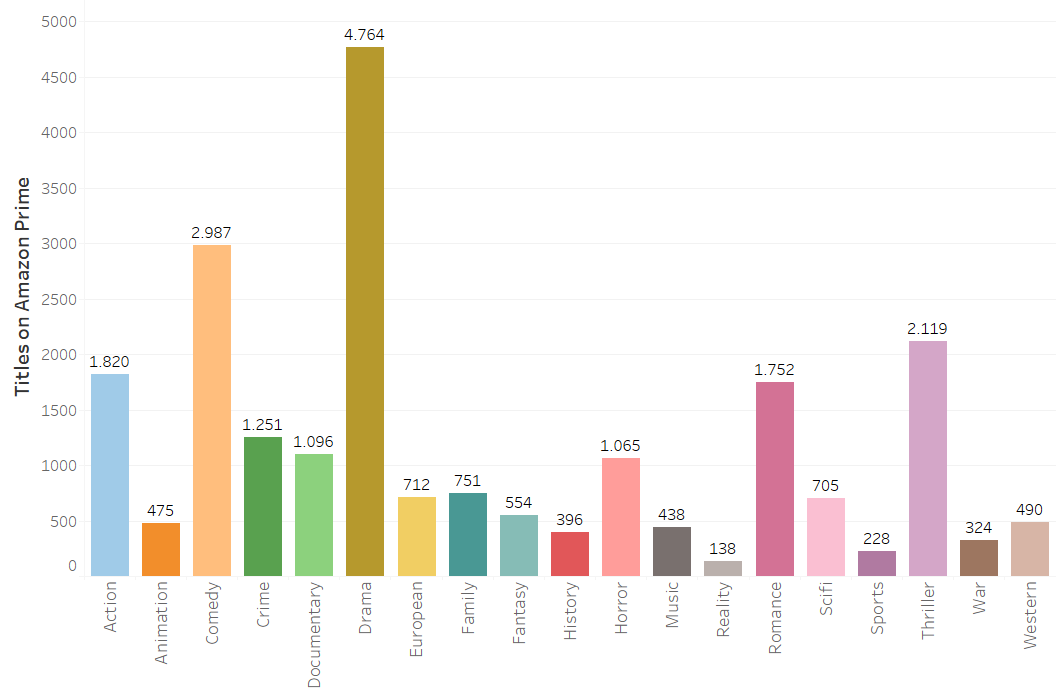 Titles on Amazon Prime
5000
4500
4000
3500
3000
2500
2000
1500
1000
500
0
1.820
475
2.987
1.251
1.096
4.764
712
751
554
396
1.065
438
138
1.752
705
228
2.119
324
490
Action
Animation
Comedy
Crime
Documentary
Drama
European
Family
Fantasy
History
Horror
Music
Reality
Romance
Scifi
Sports
Thriller
War
Western